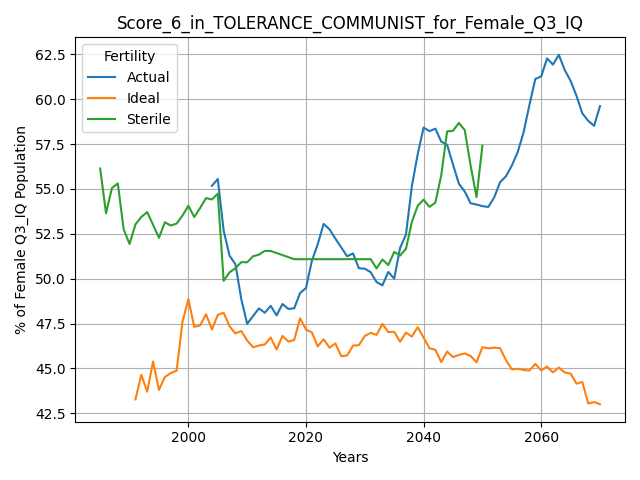 Score_6_in_TOLERANCE_COMMUNIST_for_Female_Q3_IQ
Fertility
Actual
Ideal
Sterile
62.5
60.0
57.5
55.0
52.5
50.0
47.5
45.0
42.5
% of Female Q3_IQ Population
2000 2020 2040 2060
Years